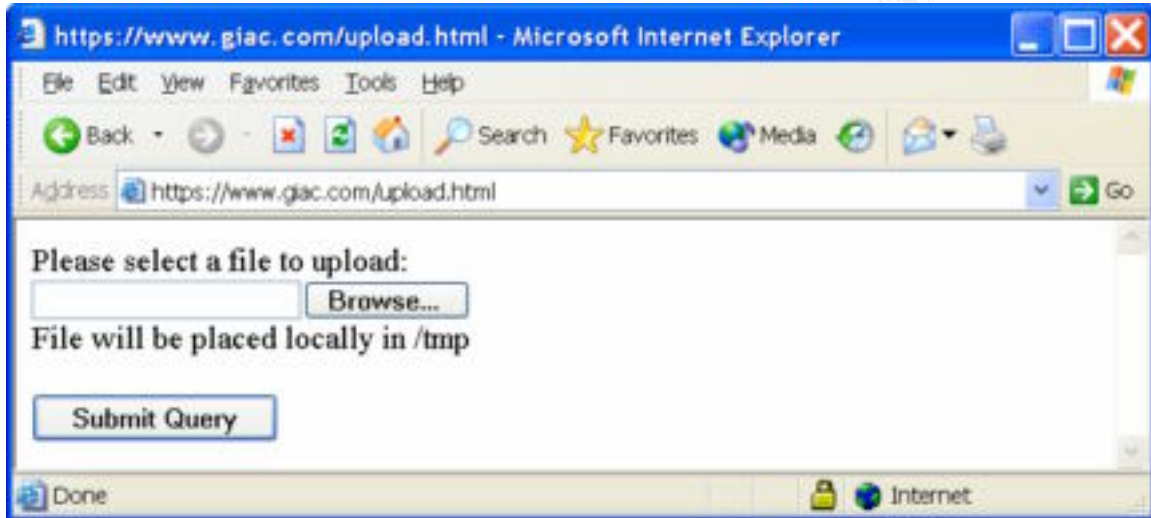 https://www.giac.com/upload.html - Microsoft Internet Explorer
File Edit View Favorites Tools Help
Back Search Favorites Media
Address https://www.giac.com/upload.html Go
Please select a file to upload:
Browse...
File will be placed locally in /tmp
Submit Query
Done Internet